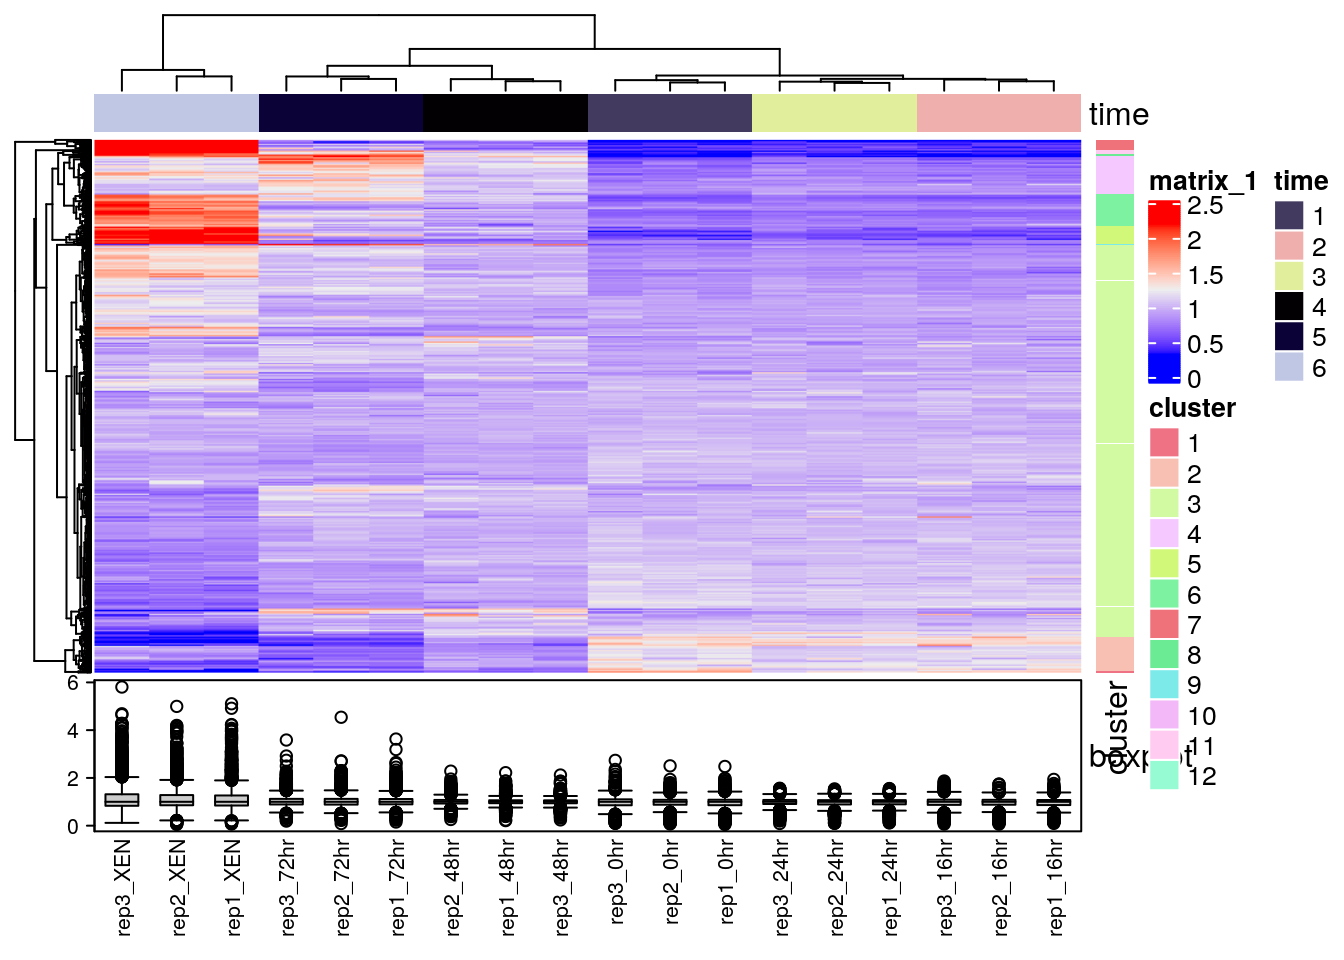 time
matrix_1
2.5
2
1.5
1
0.5
0
time
1
2
3
4
5
6
cluster
1
2
3
4
5
6
7
8
9
10
11
12
cluster
boxplot
6
4
2
0
rep3_XEN
rep2_XEN
rep1_XEN
rep3_72hr
rep2_72hr
rep1_72hr
rep2_48hr
rep1_48hr
rep3_48hr
rep3_0hr
rep2_0hr
rep1_0hr
rep3_24hr
rep2_24hr
rep1_24hr
rep3_16hr
rep2_16hr
rep1_16hr